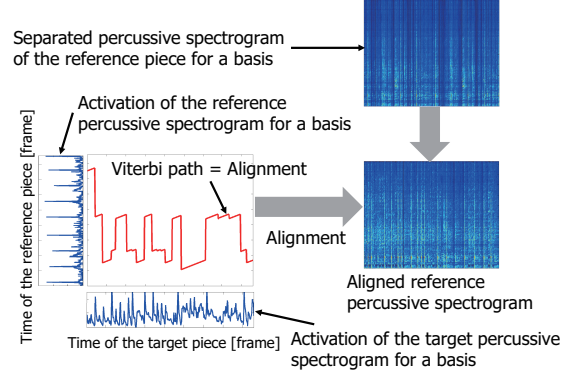 Separated percussive spectrogram
of the reference piece for a basis
Activation of the reference
percussive spectrogram for a basis
Time of the reference piece [frame]
Viterbi path = Alignment
Alignment
Aligned reference
percussive spectrogram
Time of the target piece [frame]
Activation of the target percussive
spectrogram for a basis